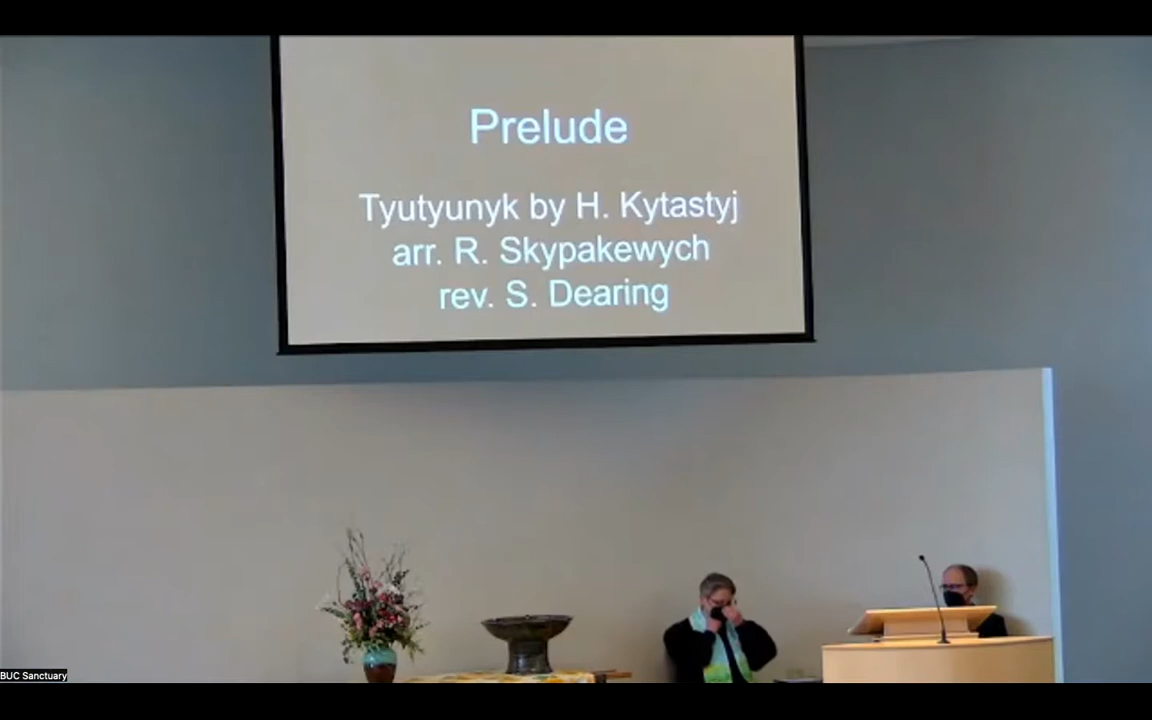 Prelude
Tyutyunyk by H. Kytastyj
arr. R. Skypakewych
rev. S. Dearing
BUC Sanctuary